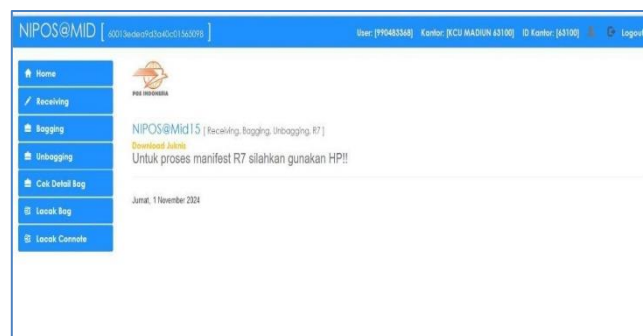 NIPOS@MID [ 60013edea9d3a40c0156509B ]
User: [990483368] Kantor: [KCU MADIUN 63100] ID Kantor: [63100] Logout
Home
Receiving
Bagging
Unbagging
Cek Detail Bag
Lacak Bag
Lacak Connote
POS INDONESIA
NIPOS@Mid15 [ Receiving, Bagging, Unbagging, R7 ]
Download Juknis
Untuk proses manifest R7 silahkan gunakan HP!!
Jumat, 1 November 2024